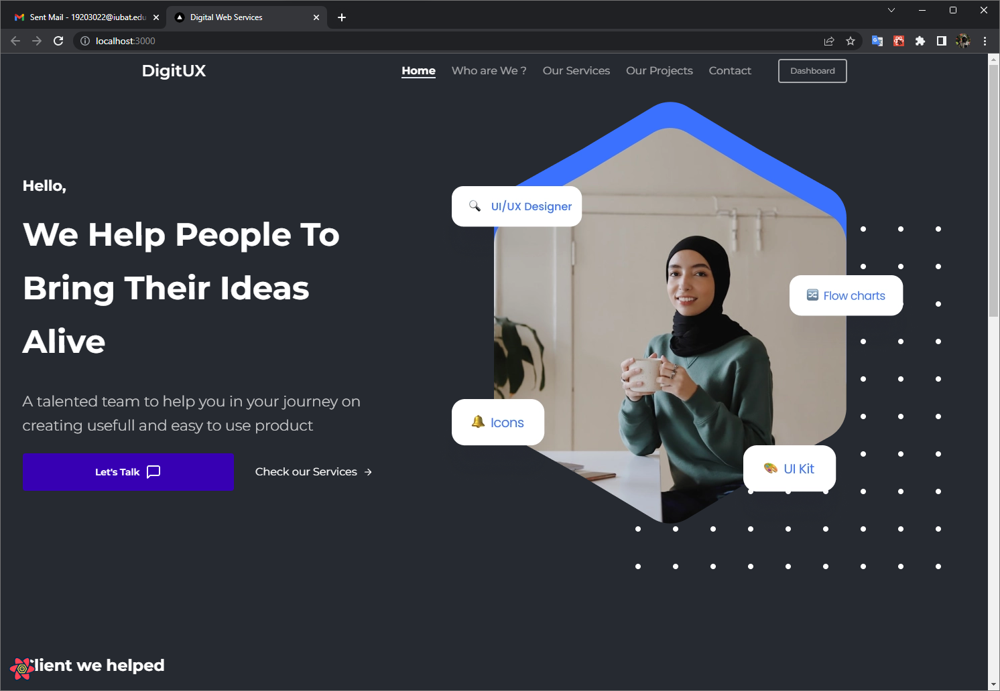 Sent Mail - 19203022@iubat.edu
Digital Web Services
localhost:3000
DigitUX
Home Who are We ? Our Services Our Projects Contact Dashboard
Hello,
We Help People To
Bring Their Ideas
Alive
A talented team to help you in your journey on
creating usefull and easy to use product
Let's Talk
Check our Services →
UI/UX Designer
Flow charts
Icons
UI Kit
Client we helped